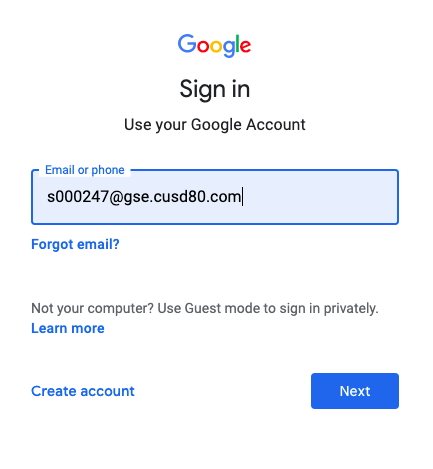 Google
Sign in
Use your Google Account
Email or phone
s000247@gse.cusd80.com
Forgot email?
Not your computer? Use Guest mode to sign in privately.
Learn more
Create account
Next